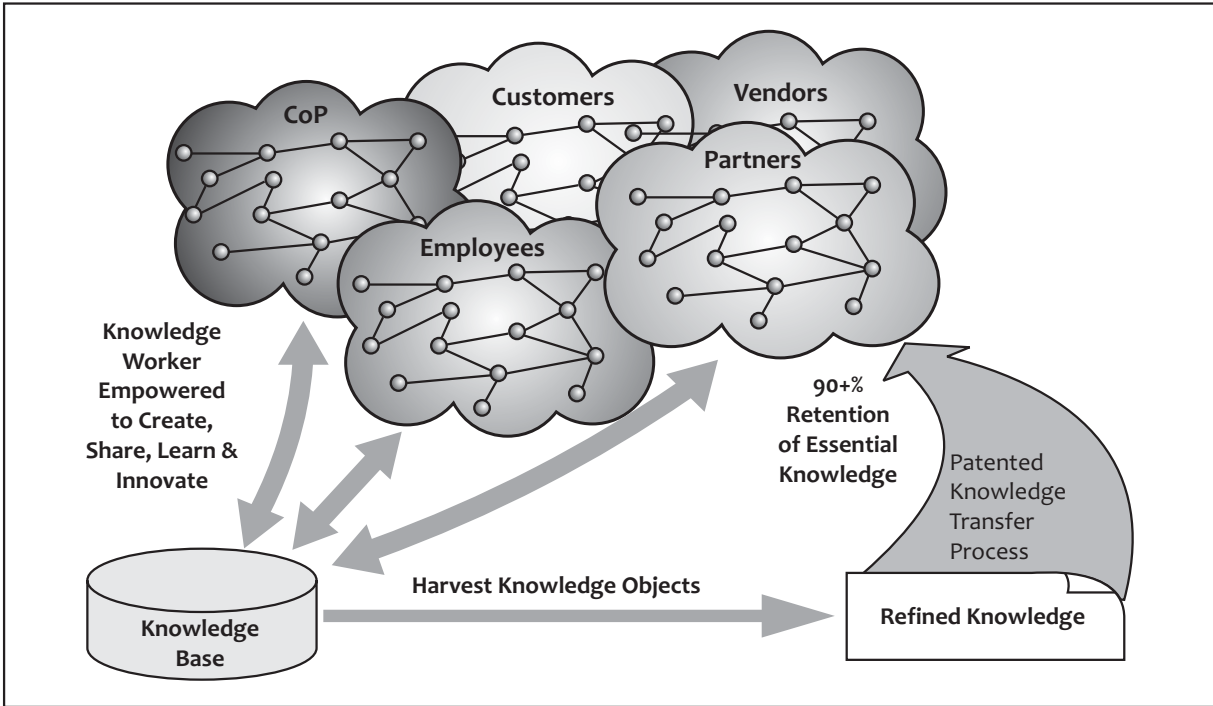 CoP
Customers
Vendors
Partners
Employees
Knowledge
Worker
Empowered
to Create,
Share, Learn &
Innovate
90+%
Retention
of Essential
Knowledge
Patented
Knowledge
Transfer
Process
Harvest Knowledge Objects
Knowledge
Base
Refined Knowledge